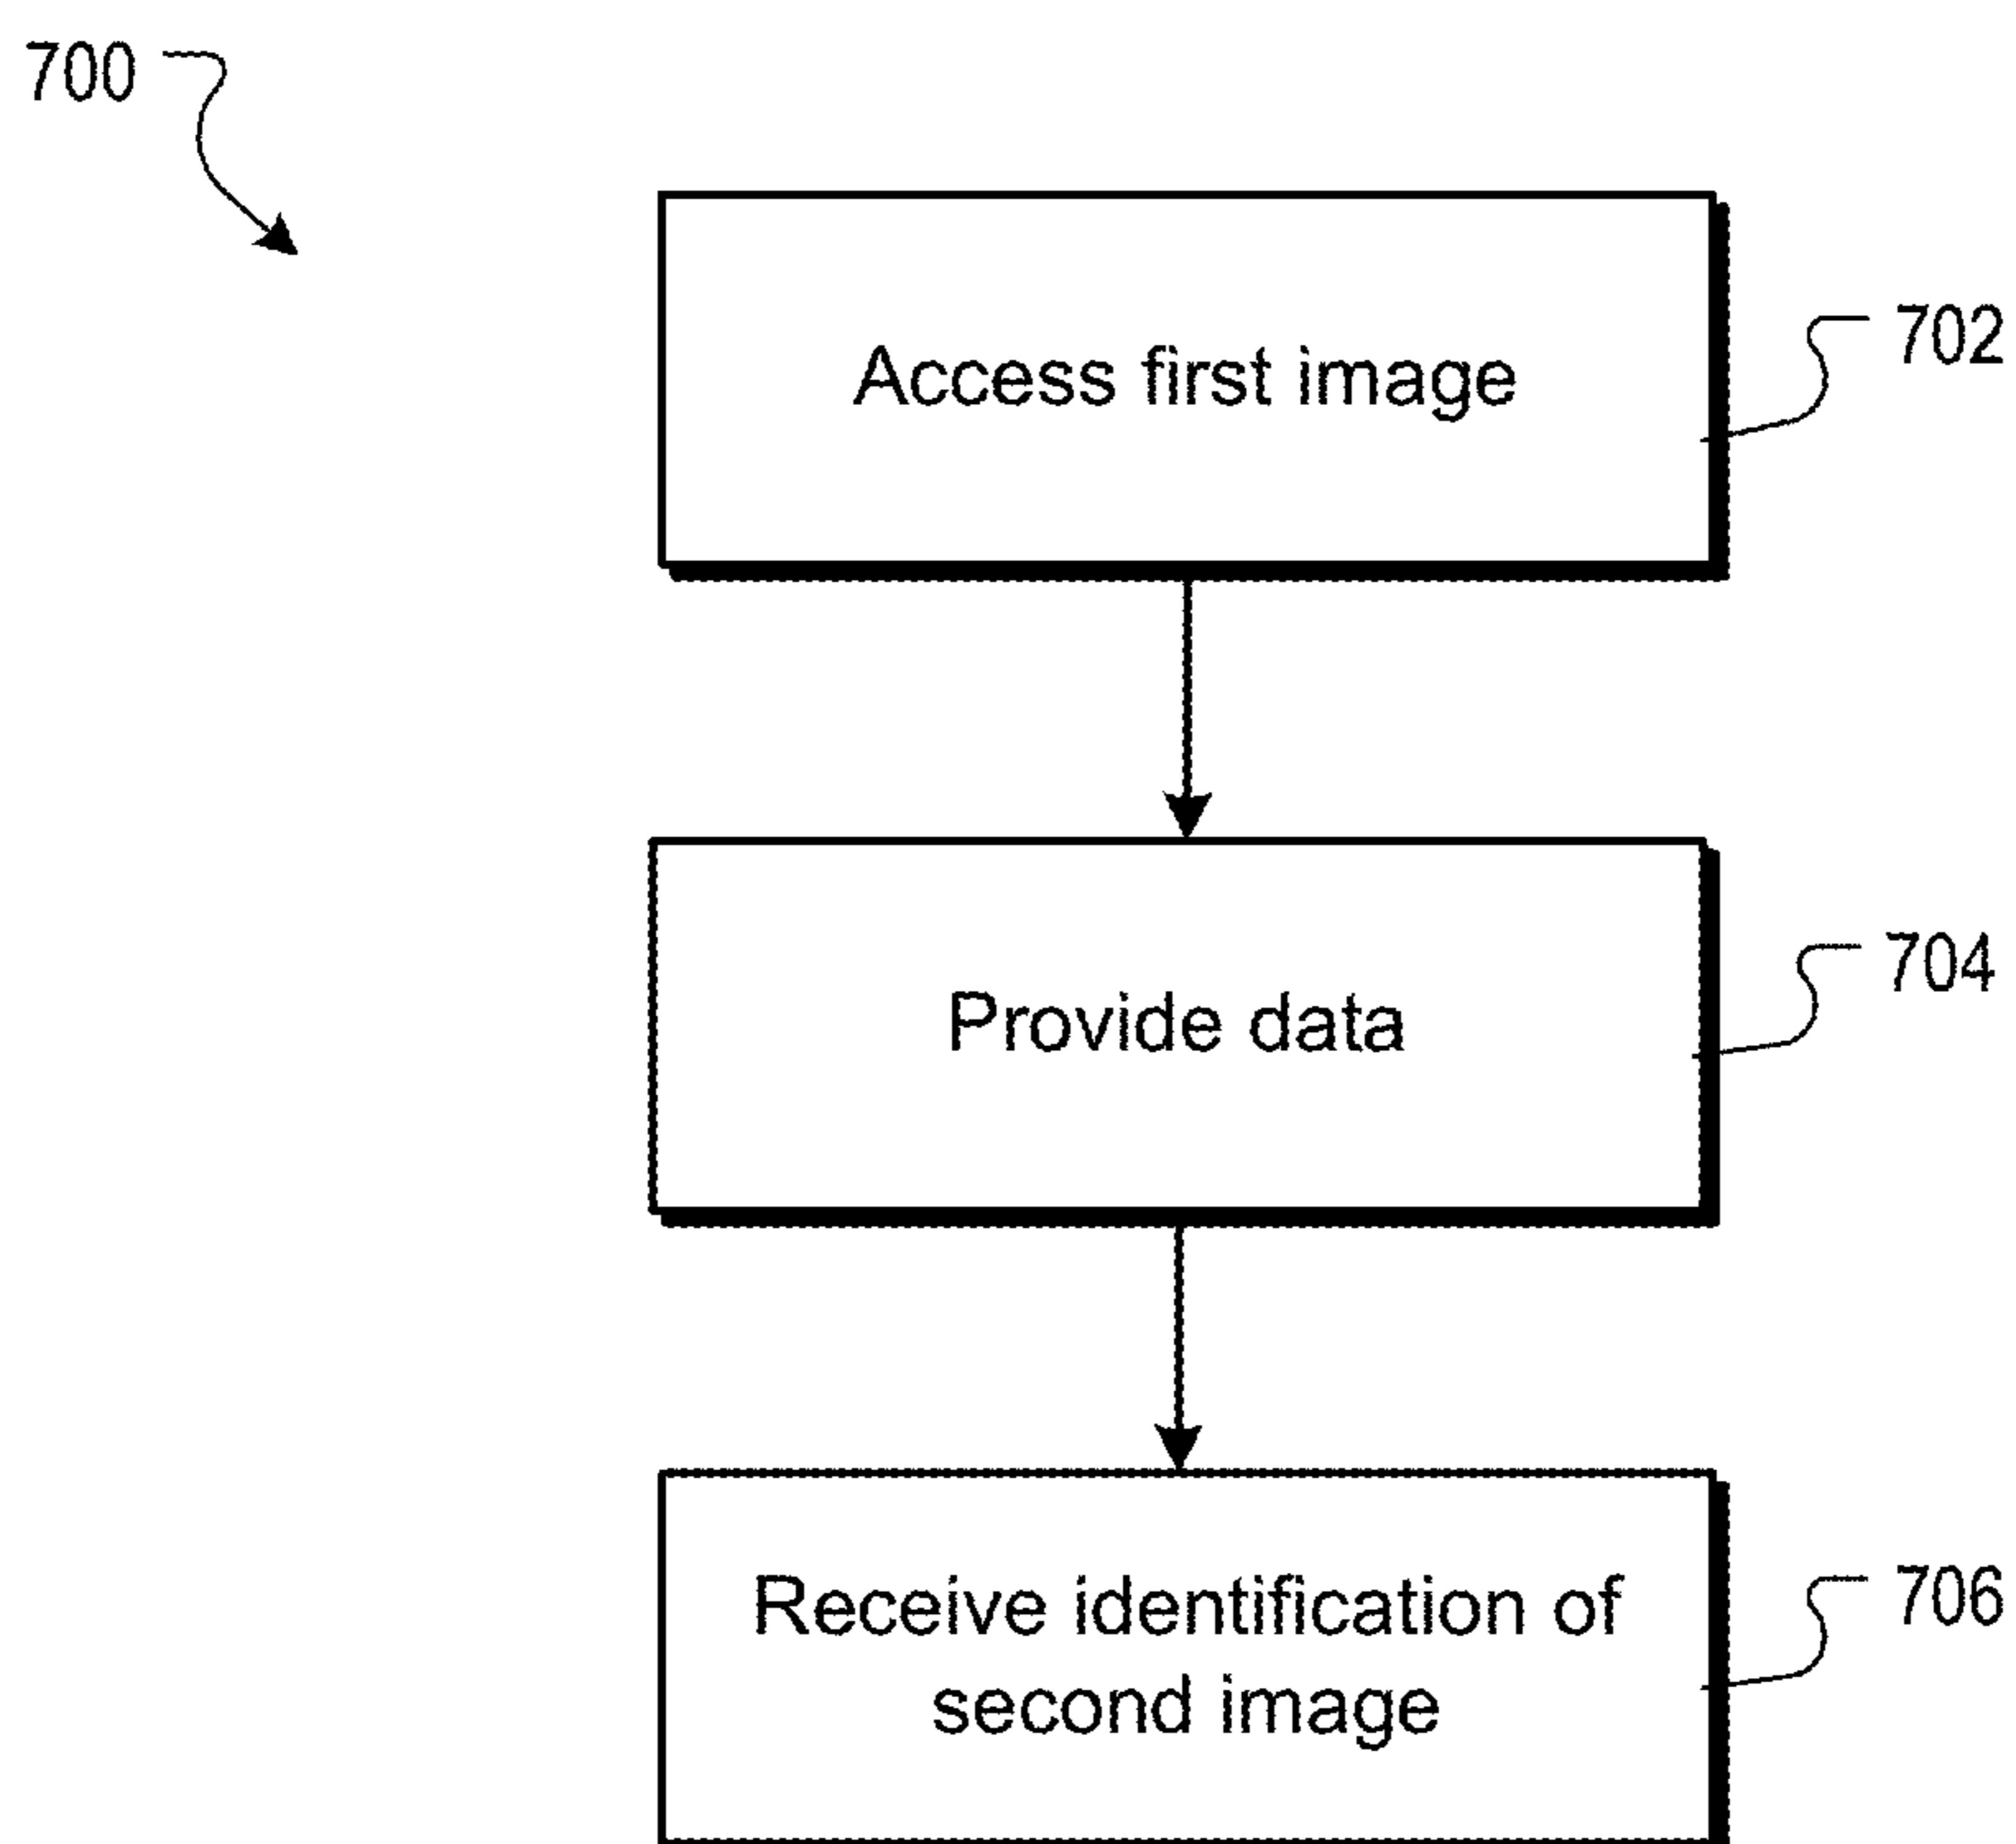 700
Access first image
702
Provide data
704
Receive identification of
second image
706